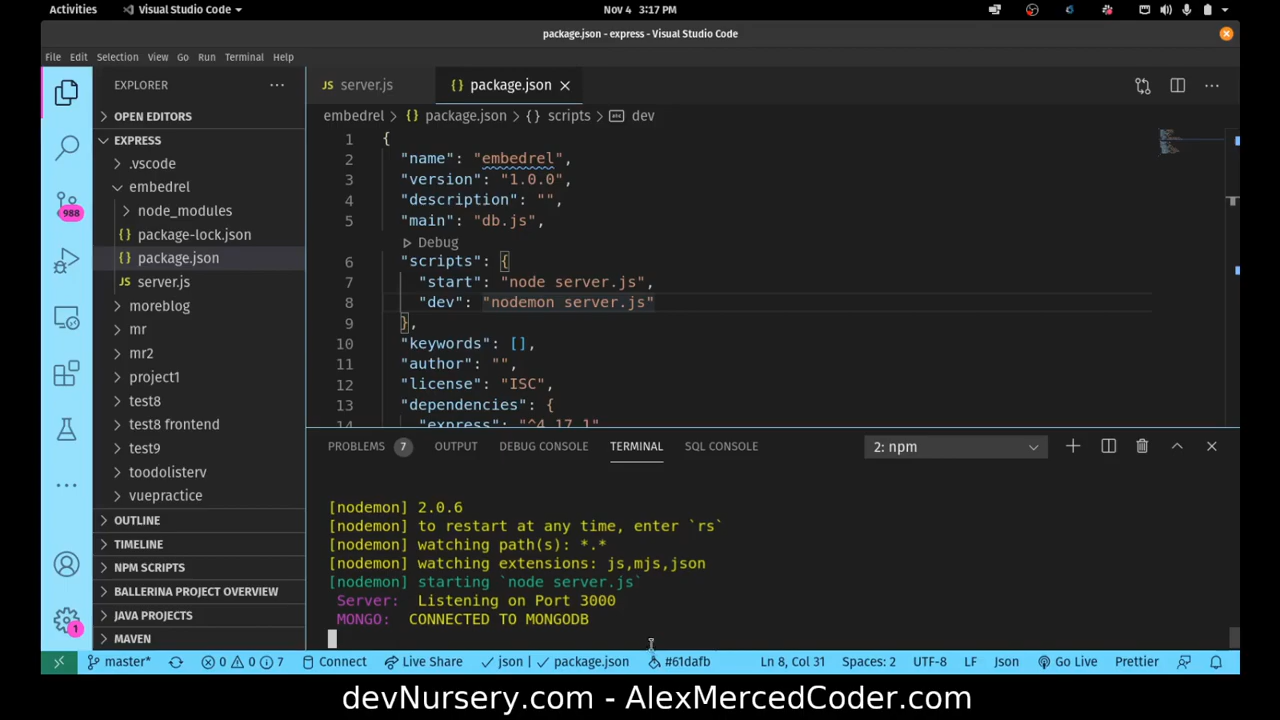 Activities
Visual Studio Code
Nov 4 3:17 PM
package.json - express - Visual Studio Code
File Edit Selection View Go Run Terminal Help
EXPLORER
OPEN EDITORS
EXPRESS
.vscode
embedrel
node_modules
package-lock.json
package.json
server.js
moreblog
mr
mr2
project1
test8
test8 frontend
test9
toodolisterv
vuepractice
OUTLINE
TIMELINE
NPM SCRIPTS
BALLERINA PROJECT OVERVIEW
JAVA PROJECTS
MAVEN
988
1
JS server.js
{} package.json
embedrel > {} package.json > {} scripts > dev
1 {
2 "name": "embedrel",
3 "version": "1.0.0",
4 "description": "",
5 "main": "db.js",
Debug
6 "scripts": {
7 "start": "node server.js",
8 "dev": "nodemon server.js"
9 },
10 "keywords": [],
11 "author": "",
12 "license": "ISC",
13 "dependencies": {
14 "express": "^4.17.1"
PROBLEMS 7 OUTPUT DEBUG CONSOLE TERMINAL SQL CONSOLE
2: npm
[nodemon] 2.0.6
[nodemon] to restart at any time, enter `rs`
[nodemon] watching path(s): *.*
[nodemon] watching extensions: js,mjs,json
[nodemon] starting `node server.js`
Server: Listening on Port 3000
MONGO: CONNECTED TO MONGODB
master* 0 0 7 Connect Live Share json | package.json #61dafb Ln 8, Col 31 Spaces: 2 UTF-8 LF Json Go Live Prettier
devNursery.com - AlexMercedCoder.com